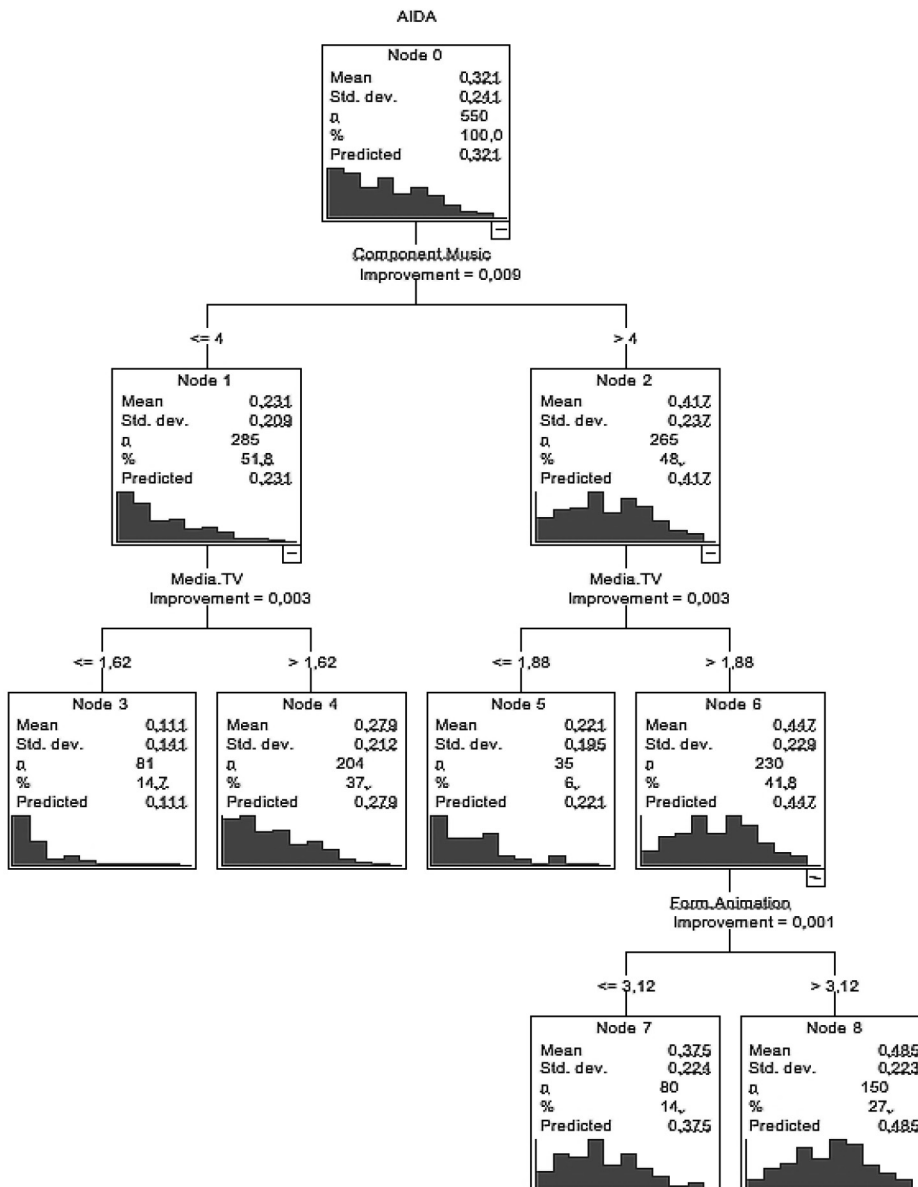 AIDA
Node 0
Mean 0,321
Std. dev. 0,241
n 550
% 100,0
Predicted 0,321
Component.Music
Improvement = 0,009
<= 4
> 4
Node 1
Mean 0,231
Std. dev. 0,209
n 285
% 51,8
Predicted 0,231
Node 2
Mean 0,417
Std. dev. 0,237
n 265
% 48,
Predicted 0,417
Media.TV
Improvement = 0,003
Media.TV
Improvement = 0,003
<= 1,62
> 1,62
<= 1,88
> 1,88
Node 3
Mean 0,111
Std. dev. 0,141
n 81
% 14,7
Predicted 0,111
Node 4
Mean 0,279
Std. dev. 0,212
n 204
% 37,
Predicted 0,279
Node 5
Mean 0,221
Std. dev. 0,195
n 35
% 6,
Predicted 0,221
Node 6
Mean 0,447
Std. dev. 0,229
n 230
% 41,8
Predicted 0,447
Form.Animation
Improvement = 0,001
<= 3,12
> 3,12
Node 7
Mean 0,375
Std. dev. 0,224
n 80
% 14,
Predicted 0,375
Node 8
Mean 0,485
Std. dev. 0,223
n 150
% 27,
Predicted 0,485